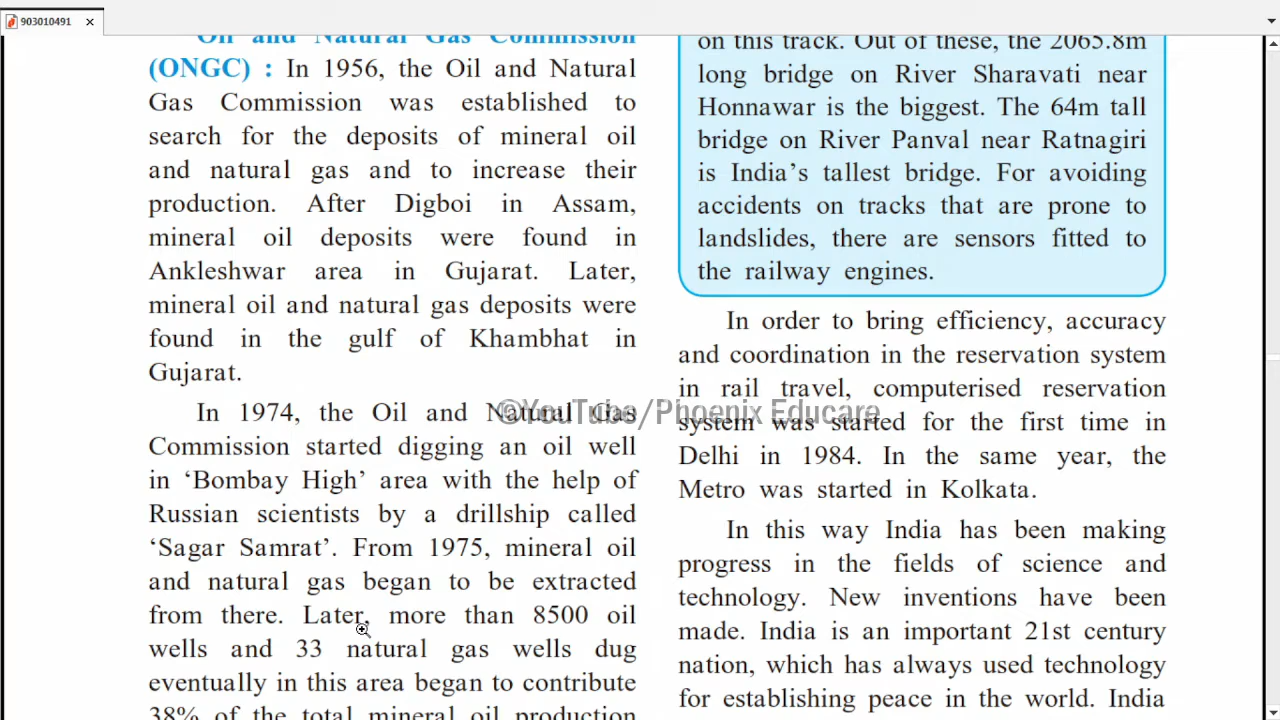 903010491
Oil and Natural Gas Commission
(ONGC) : In 1956, the Oil and Natural
Gas Commission was established to
search for the deposits of mineral oil
and natural gas and to increase their
production. After Digboi in Assam,
mineral oil deposits were found in
Ankleshwar area in Gujarat. Later,
mineral oil and natural gas deposits were
found in the gulf of Khambhat in
Gujarat.
In 1974, the Oil and Natural Gas
Commission started digging an oil well
in ‘Bombay High’ area with the help of
Russian scientists by a drillship called
‘Sagar Samrat’. From 1975, mineral oil
and natural gas began to be extracted
from there. Later, more than 8500 oil
wells and 33 natural gas wells dug
eventually in this area began to contribute
38% of the total mineral oil production
on this track. Out of these, the 2065.8m
long bridge on River Sharavati near
Honnawar is the biggest. The 64m tall
bridge on River Panval near Ratnagiri
is India’s tallest bridge. For avoiding
accidents on tracks that are prone to
landslides, there are sensors fitted to
the railway engines.
In order to bring efficiency, accuracy
and coordination in the reservation system
in rail travel, computerised reservation
system was started for the first time in
Delhi in 1984. In the same year, the
Metro was started in Kolkata.
In this way India has been making
progress in the fields of science and
technology. New inventions have been
made. India is an important 21st century
nation, which has always used technology
for establishing peace in the world. India
©YouTube/Phoenix Educare